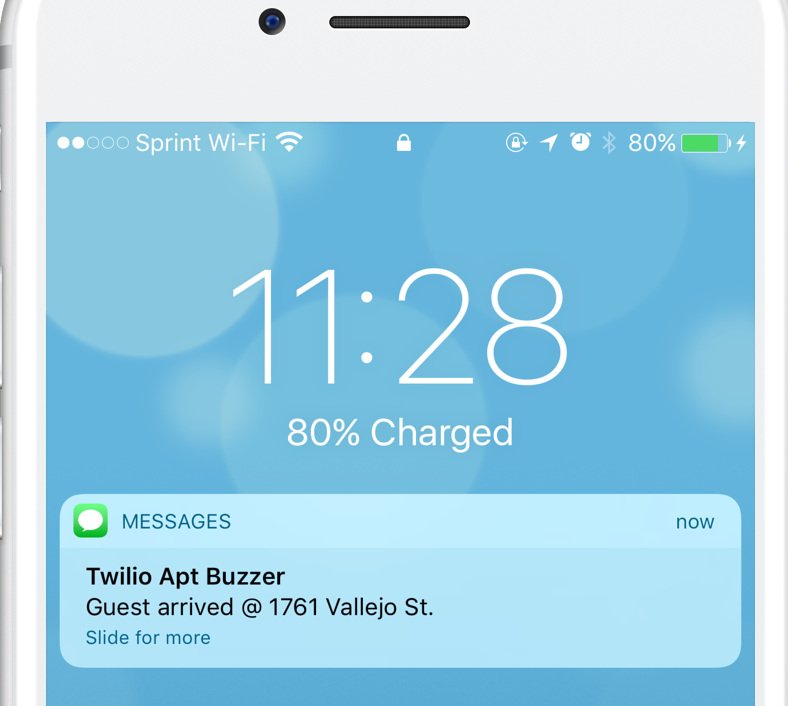 Sprint Wi-Fi 80%
11:28
80% Charged
MESSAGES now
Twilio Apt Buzzer
Guest arrived @ 1761 Vallejo St.
Slide for more